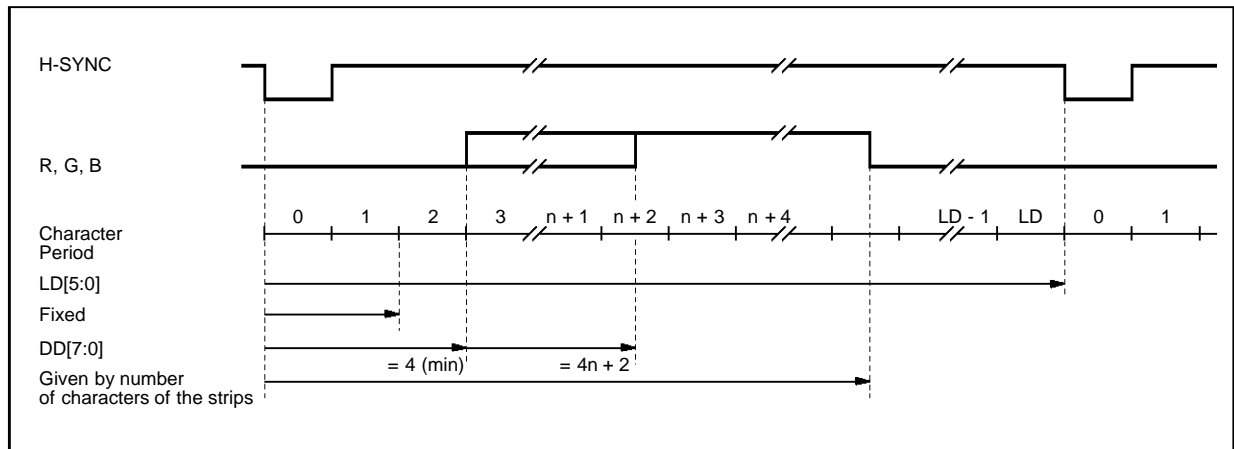 H-SYNC
R, G, B
0 1 2 3 n + 1 n + 2 n + 3 n + 4 LD - 1 LD 0 1
Character
Period
LD[5:0]
Fixed
DD[7:0]
= 4 (min) = 4n + 2
Given by number
of characters of the strips